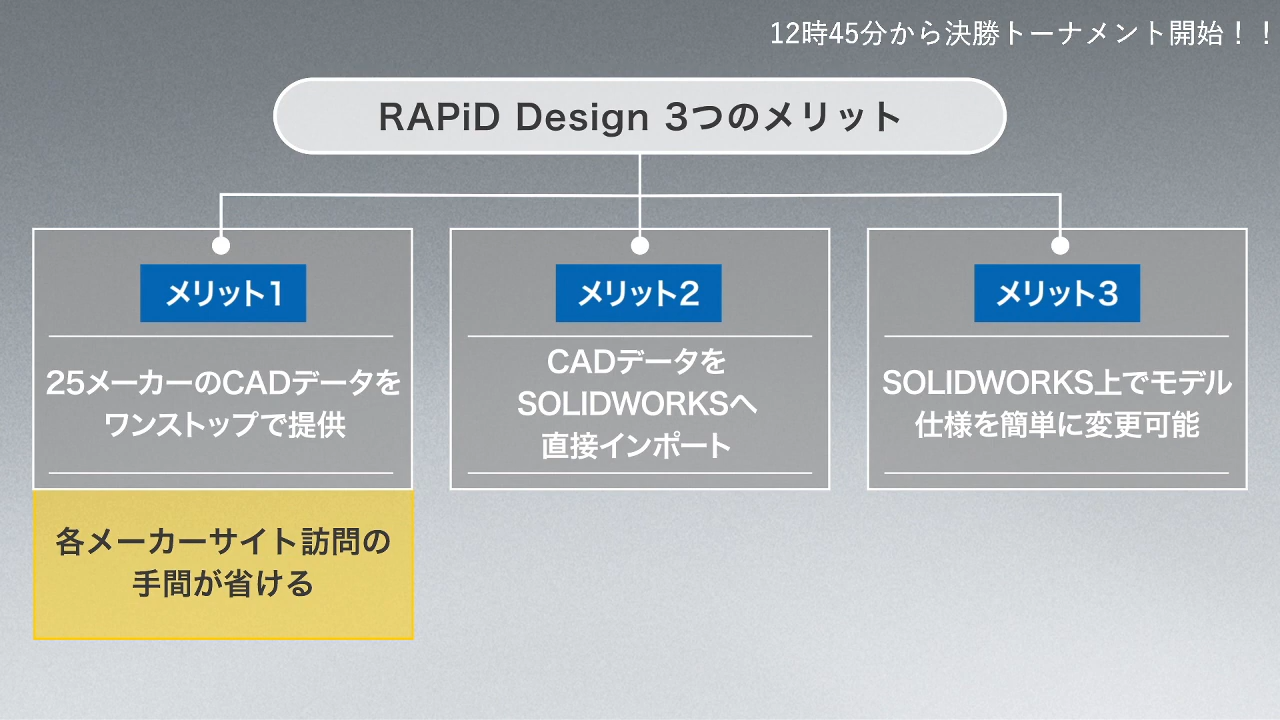 12時45分から決勝トーナメント開始！！
RAPiD Design 3つのメリット
メリット1
25メーカーのCADデータを
ワンストップで提供
各メーカーサイト訪問の
手間が省ける
メリット2
CADデータを
SOLIDWORKSへ
直接インポート
メリット3
SOLIDWORKS上でモデル
仕様を簡単に変更可能